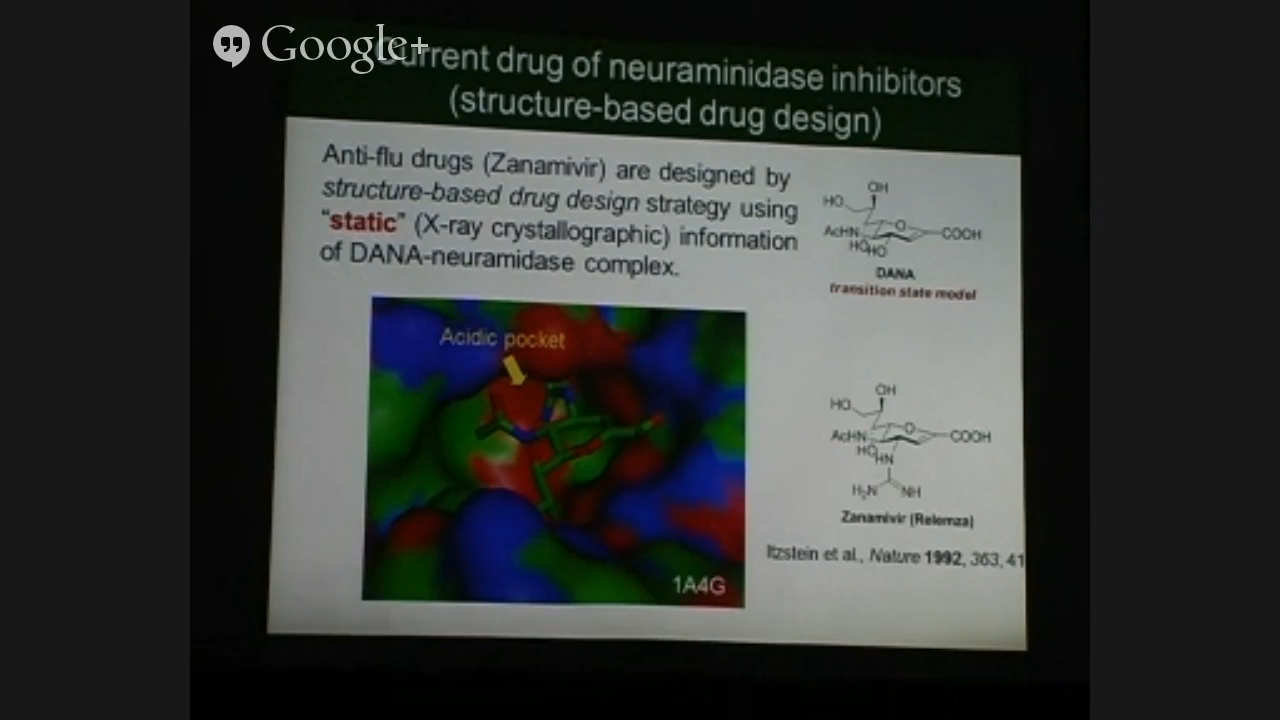 Google+
Current drug of neuraminidase inhibitors
(structure-based drug design)
Anti-flu drugs (Zanamivir) are designed by
structure-based drug design strategy using
"static" (X-ray crystallographic) information
of DANA-neuramidase complex.
OH
HO
AcHN
O
COOH
HO
HO
DANA
transition state model
Acidic pocket
1A4G
OH
HO
AcHN
O
COOH
HO
HN
H2N
NH
Zanamivir (Relemza)
Itzstein et al., Nature 1992, 363, 41